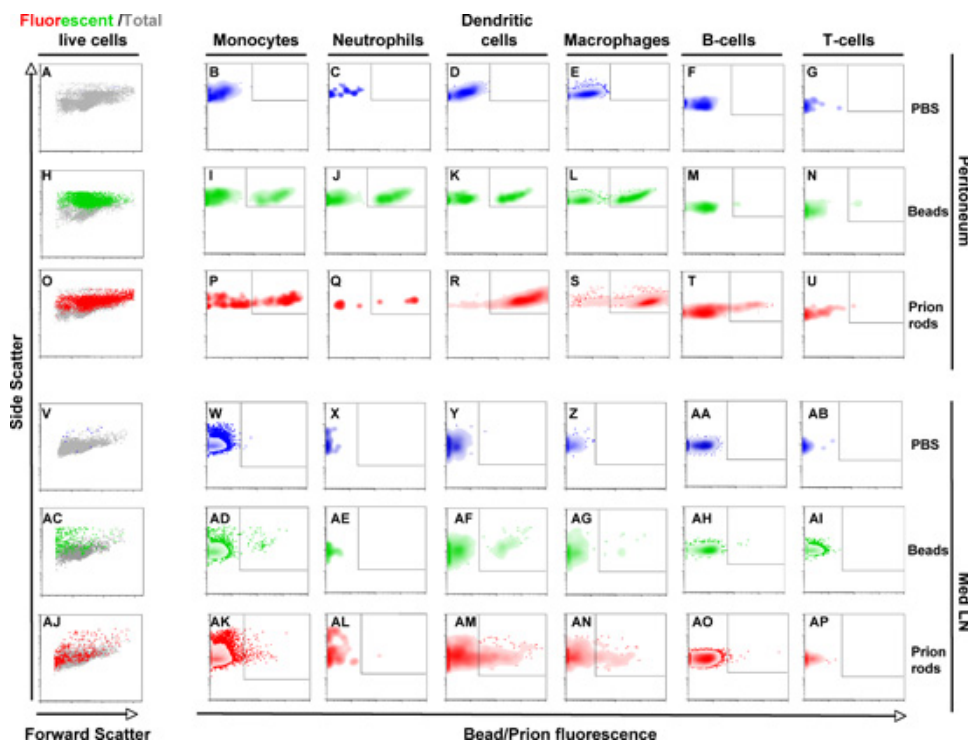 Fluorescent /Total
live cells
Monocytes
Neutrophils
Dendritic
cells
Macrophages
B-cells
T-cells
A
B
C
D
E
F
G
PBS
H
I
J
K
L
M
N
Beads
O
P
Q
R
S
T
U
Prion
rods
Peritoneum
V
W
X
Y
Z
AA
AB
PBS
AC
AD
AE
AF
AG
AH
AI
Beads
AJ
AK
AL
AM
AN
AO
AP
Prion
rods
Med LN
Side Scatter
Forward Scatter
Bead/Prion fluorescence